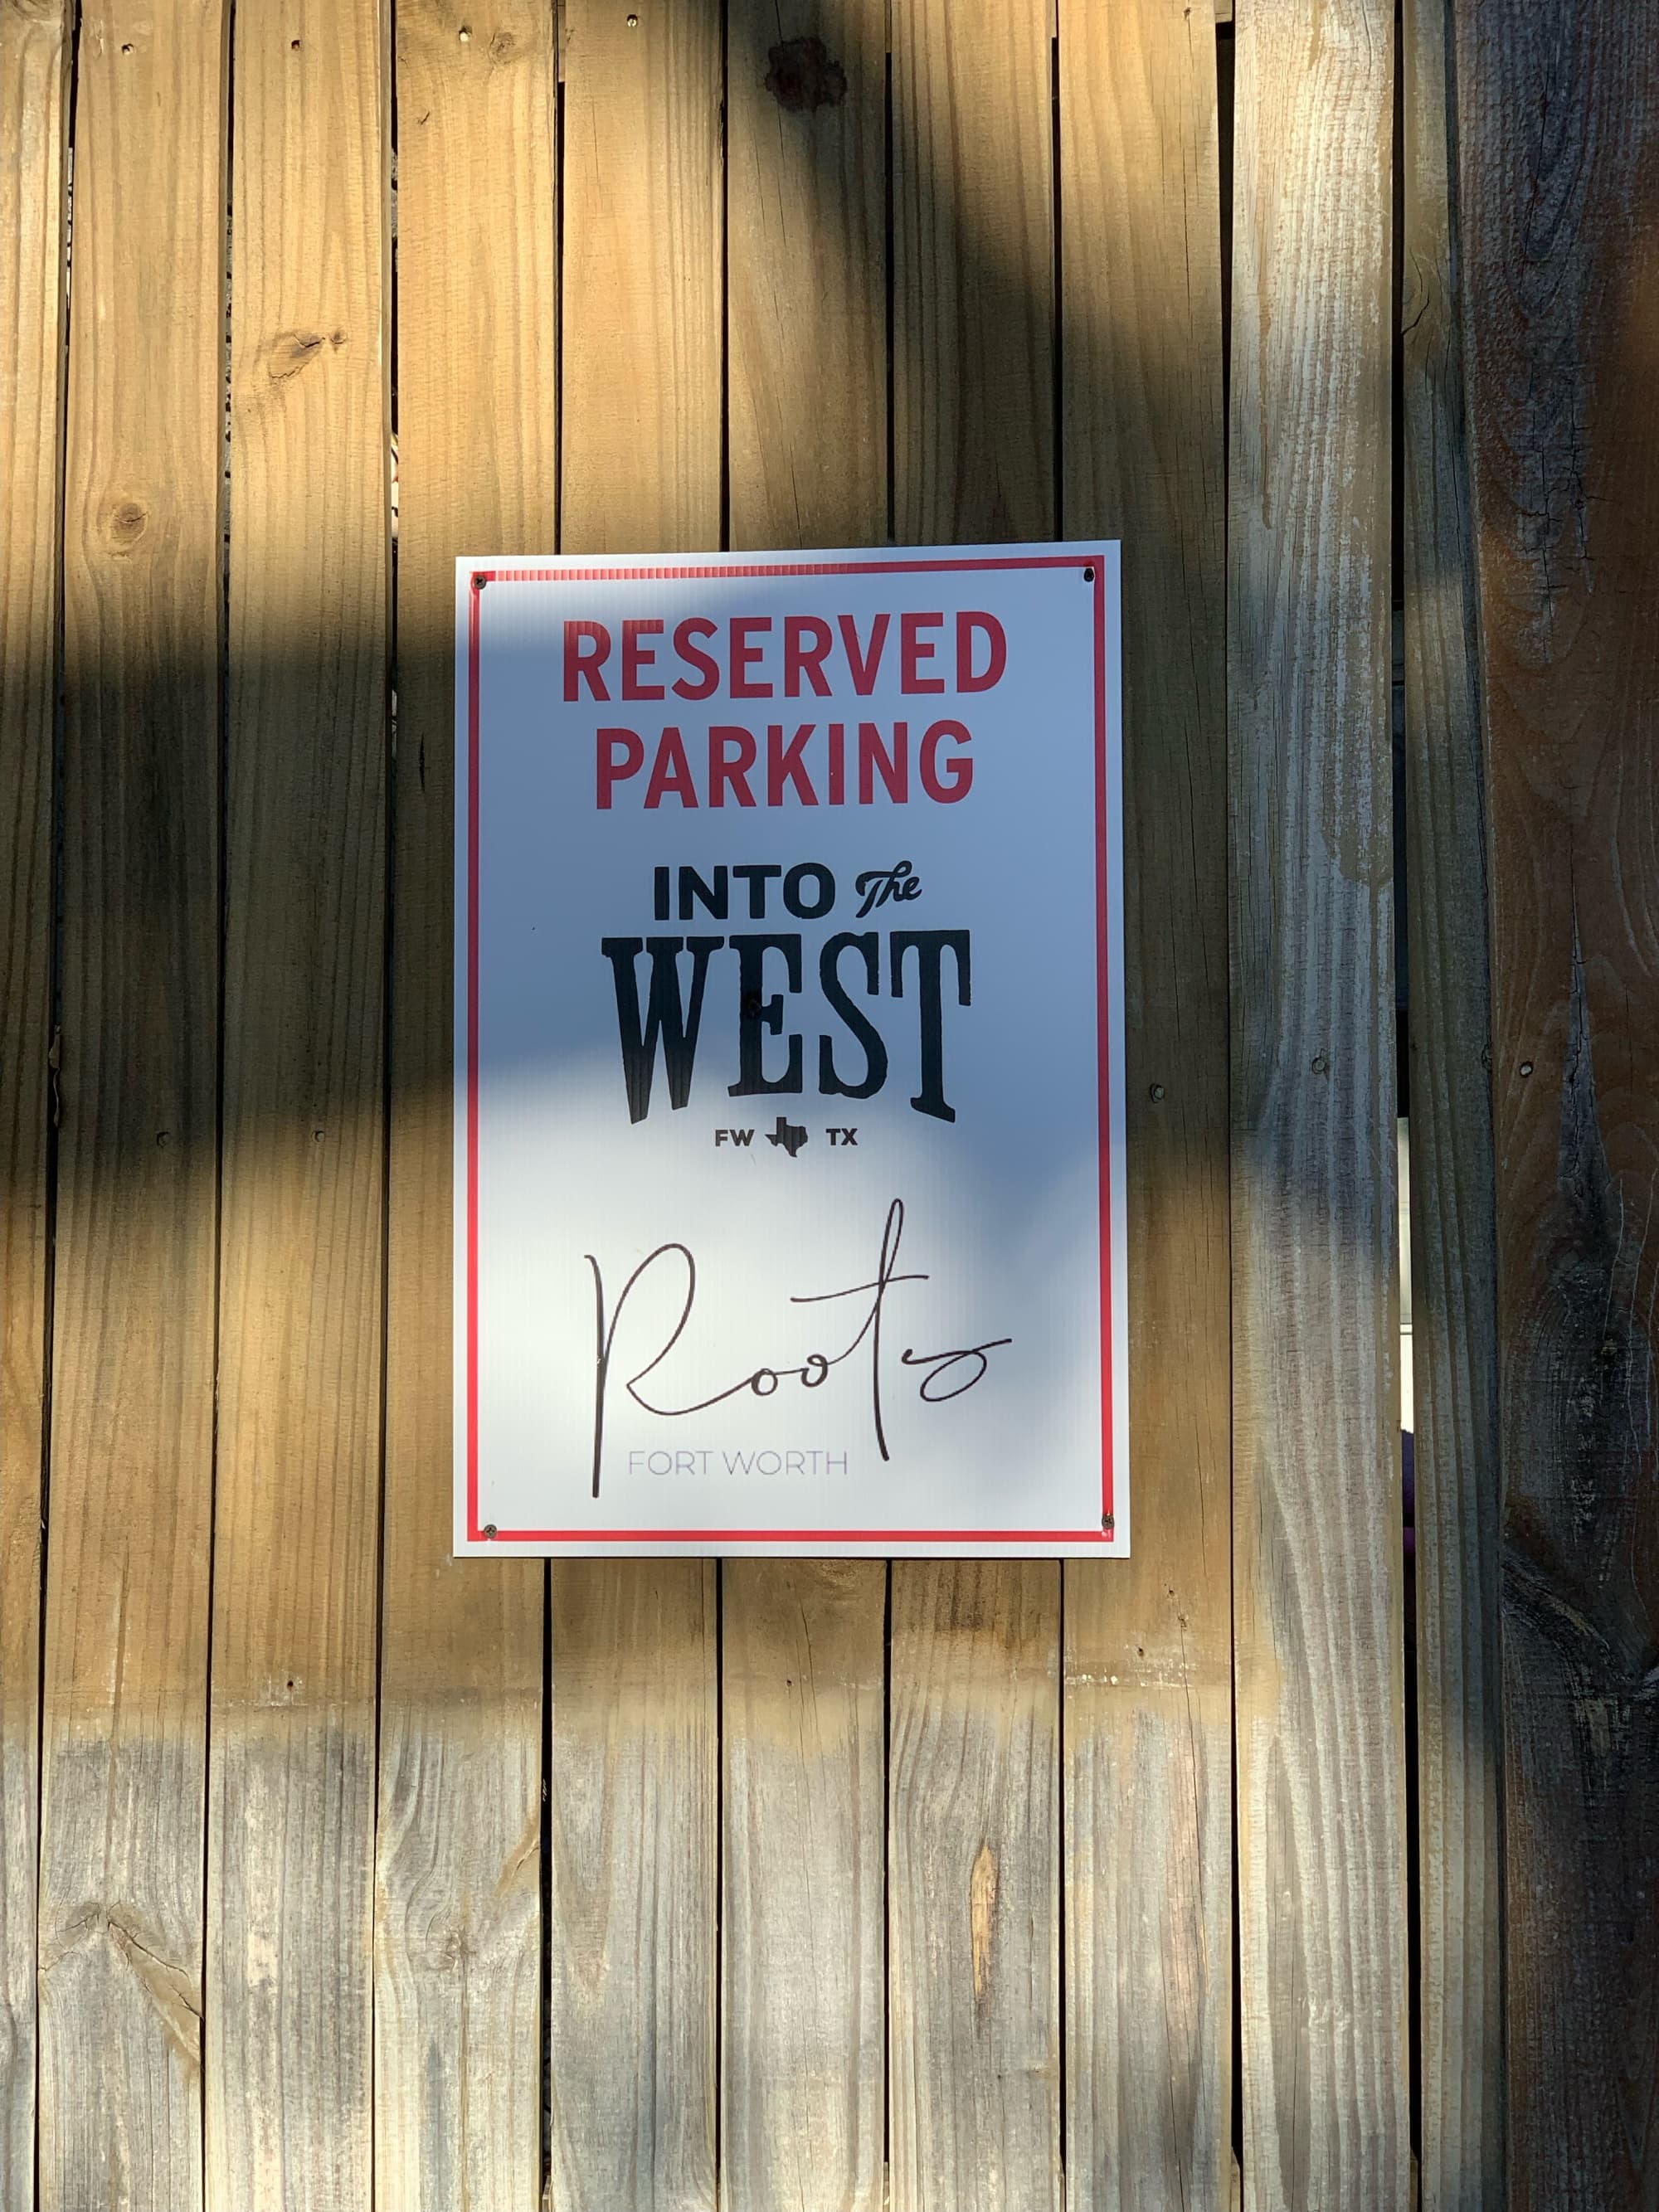 RESERVED
PARKING
INTO The
WEST
FW TX
Roots
FORT WORTH